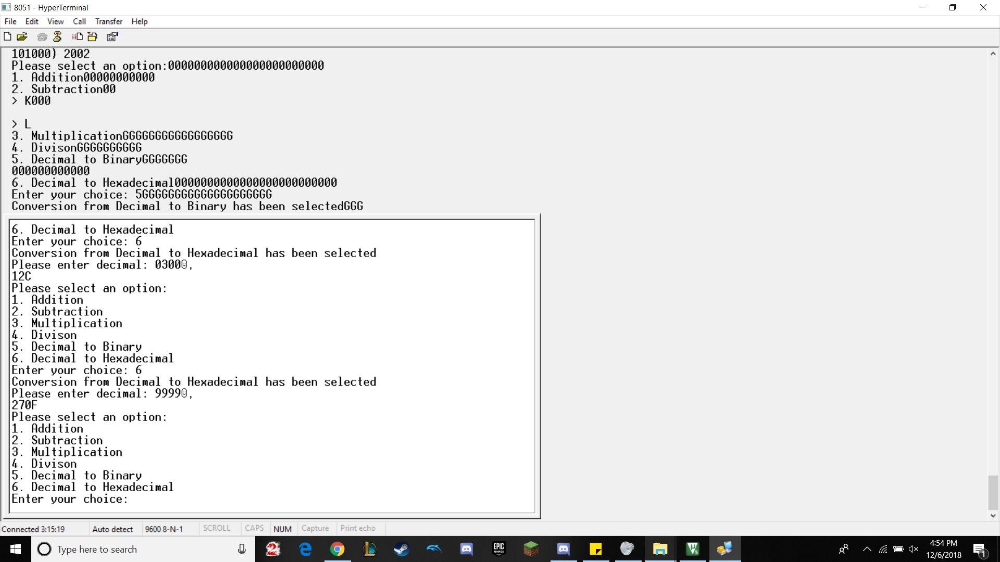 8051 - HyperTerminal
File Edit View Call Transfer Help
101000) 2002
Please select an option:000000000000000000000000
1. Addition00000000000
2. Subtraction00
> K000
> L
3. MultiplicationGGGGGGGGGGGGGGGGG
4. DivisonGGGGGGGGGG
5. Decimal to BinaryGGGGGGG
000000000000
6. Decimal to Hexadecimal0000000000000000000000000
Enter your choice: 5GGGGGGGGGGGGGGGGGGGG
Conversion from Decimal to Binary has been selectedGGG
6. Decimal to Hexadecimal
Enter your choice: 6
Conversion from Decimal to Hexadecimal has been selected
Please enter decimal: 0300☺,
12C
Please select an option:
1. Addition
2. Subtraction
3. Multiplication
4. Divison
5. Decimal to Binary
6. Decimal to Hexadecimal
Enter your choice: 6
Conversion from Decimal to Hexadecimal has been selected
Please enter decimal: 9999☺,
270F
Please select an option:
1. Addition
2. Subtraction
3. Multiplication
4. Divison
5. Decimal to Binary
6. Decimal to Hexadecimal
Enter your choice:
Connected 3:15:19 Auto detect 9600 8-N-1 SCROLL CAPS NUM Capture Print echo
Type here to search
EPIC GAMES
4:54 PM
12/6/2018
1